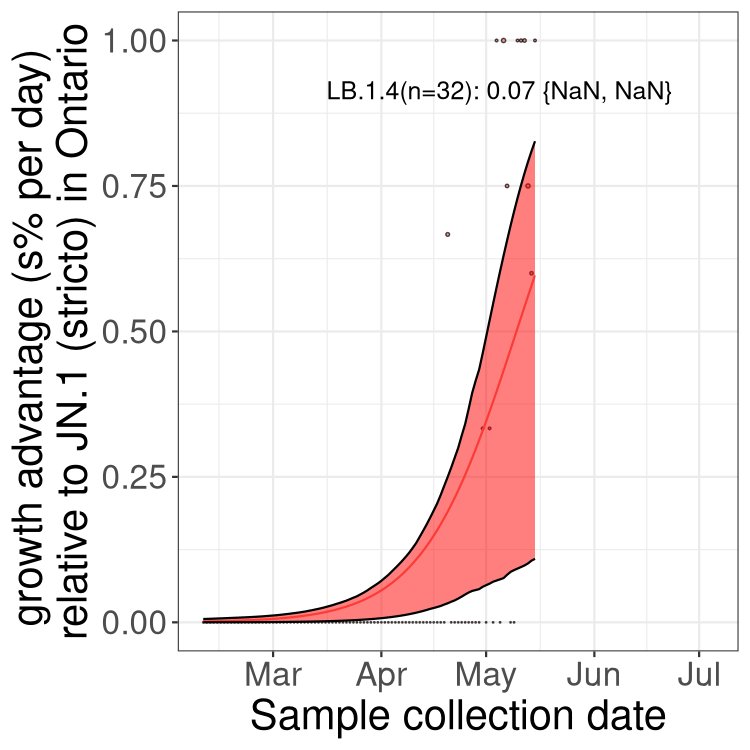 growth advantage (s% per day)
relative to JN.1 (stricto) in Ontario
1.00
0.75
0.50
0.25
0.00
LB.1.4(n=32): 0.07 {NaN, NaN}
Mar Apr May Jun Jul
Sample collection date